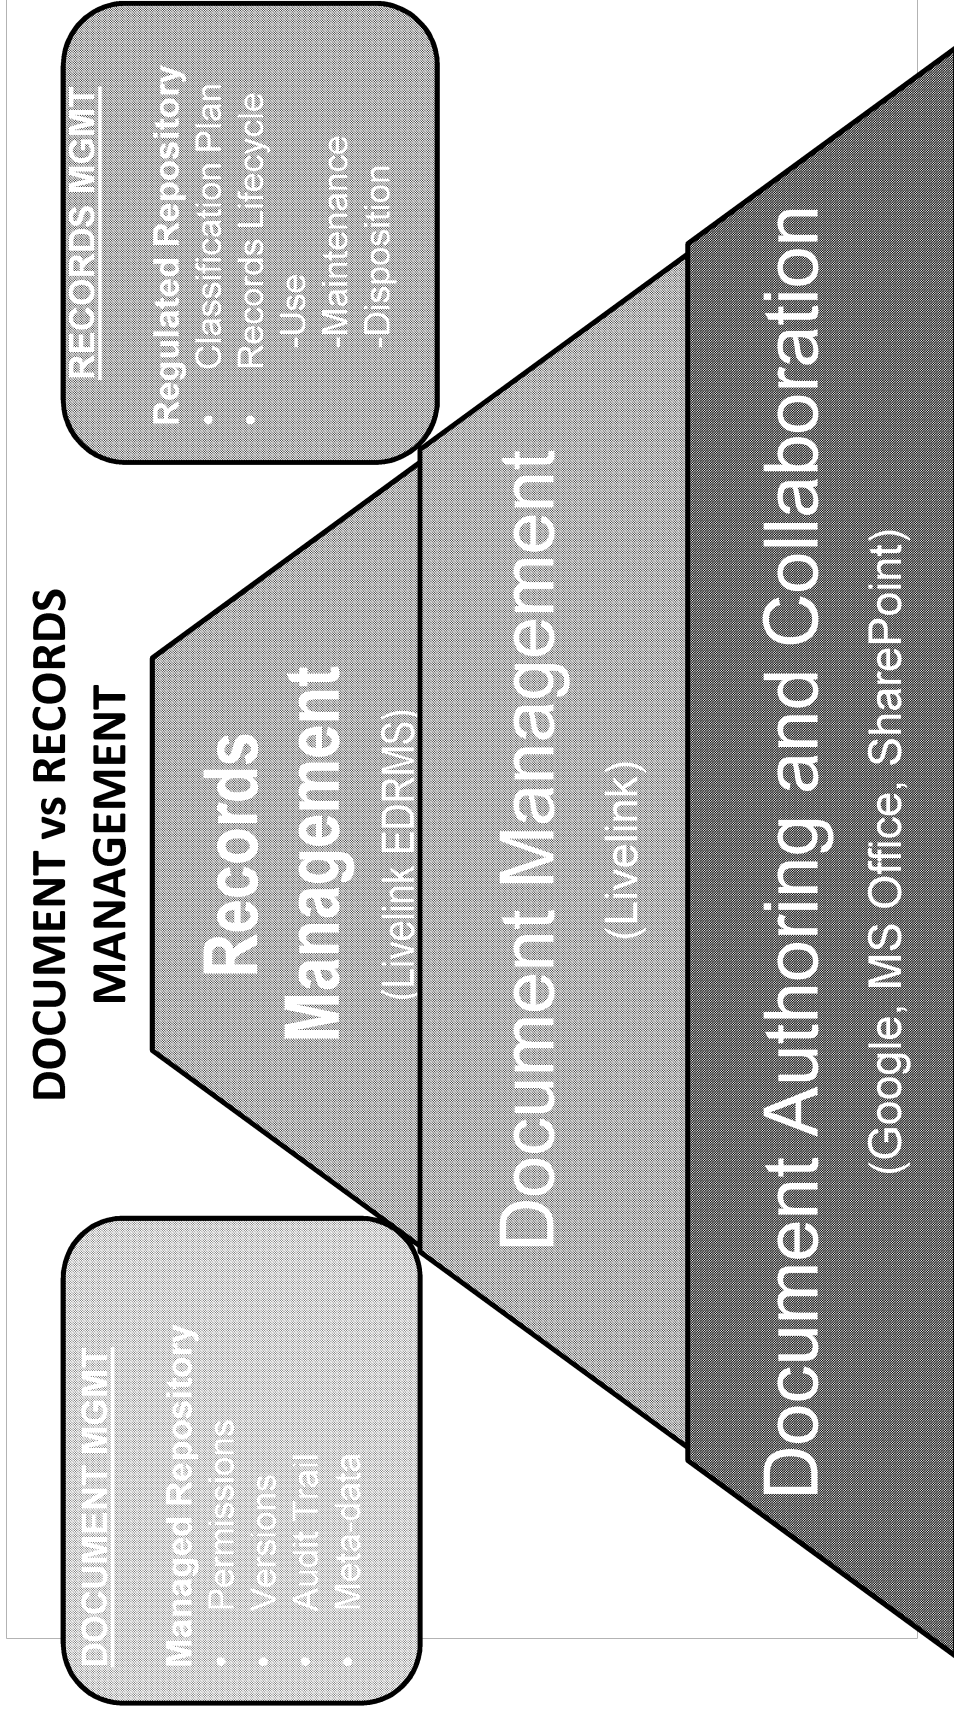 DOCUMENT vs RECORDS
MANAGEMENT
DOCUMENT MGMT
Managed Repository
• Permissions
• Versions
• Audit Trail
• Meta-data
RECORDS MGMT
Regulated Repository
• Classification Plan
• Records Lifecycle
-Use
-Maintenance
-Disposition
Records
Management
(Livelink EDRMS)
Document Management
(Livelink)
Document Authoring and Collaboration
(Google, MS Office, SharePoint)